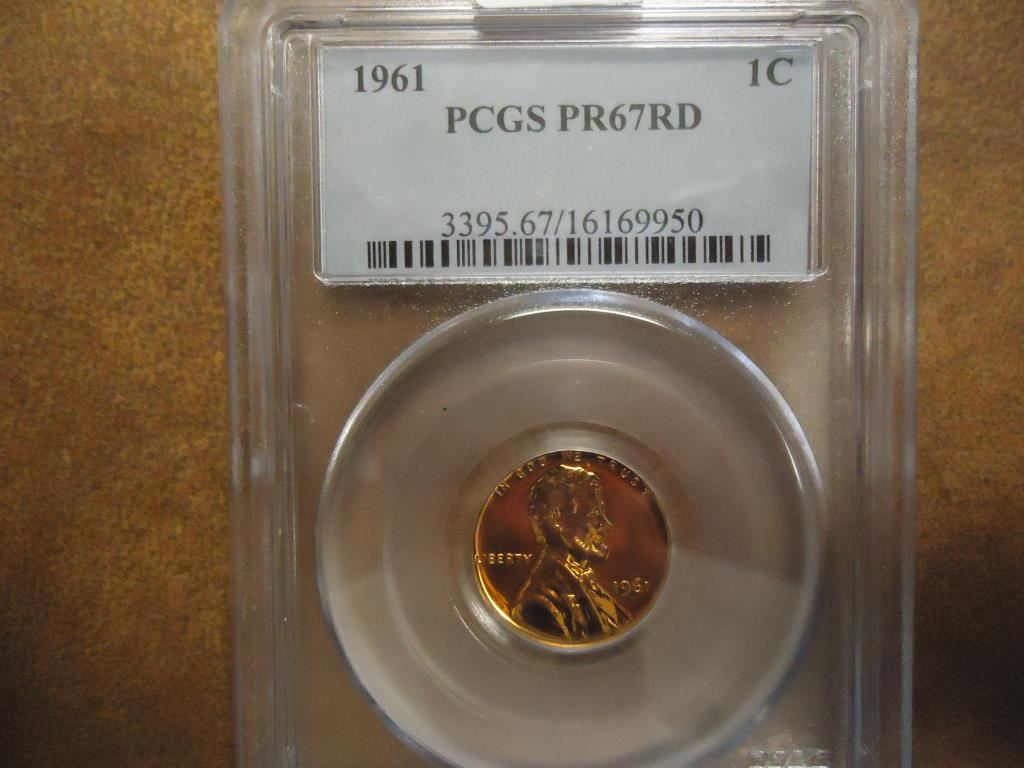 1961 1C
PCGS PR67RD
3395.67/16169950
IN GOD WE TRUST
LIBERTY
1961